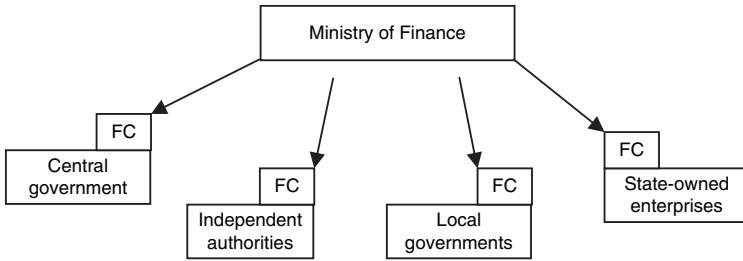 Ministry of Finance
FC
Central
government
FC
Independent
authorities
FC
Local
governments
FC
State-owned
enterprises